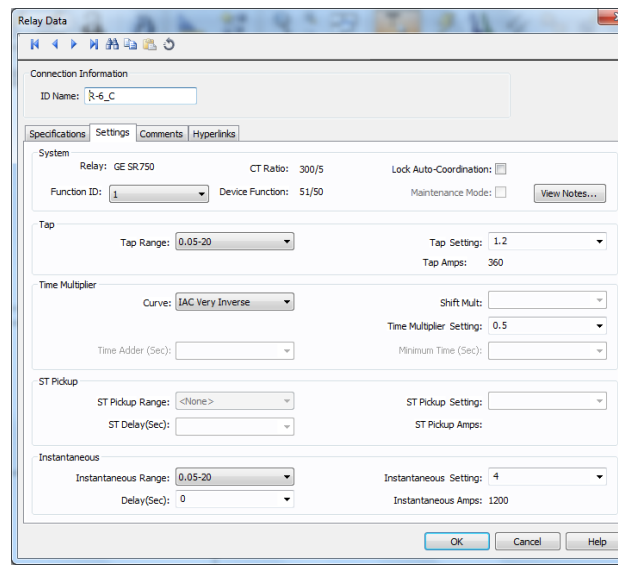 Relay Data
Connection Information
ID Name: R-6_C
Specifications Settings Comments Hyperlinks
System
Relay: GE SR750 CT Ratio: 300/5 Lock Auto-Coordination:
Function ID: 1 Device Function: 51/50 Maintenance Mode: View Notes...
Tap
Tap Range: 0.05-20 Tap Setting: 1.2
Tap Amps: 360
Time Multiplier
Curve: IAC Very Inverse Shift Mult:
Time Multiplier Setting: 0.5
Time Adder (Sec): Minimum Time (Sec):
ST Pickup
ST Pickup Range: <None> ST Pickup Setting:
ST Delay(Sec): ST Pickup Amps:
Instantaneous
Instantaneous Range: 0.05-20 Instantaneous Setting: 4
Delay(Sec): 0 Instantaneous Amps: 1200
OK Cancel Help